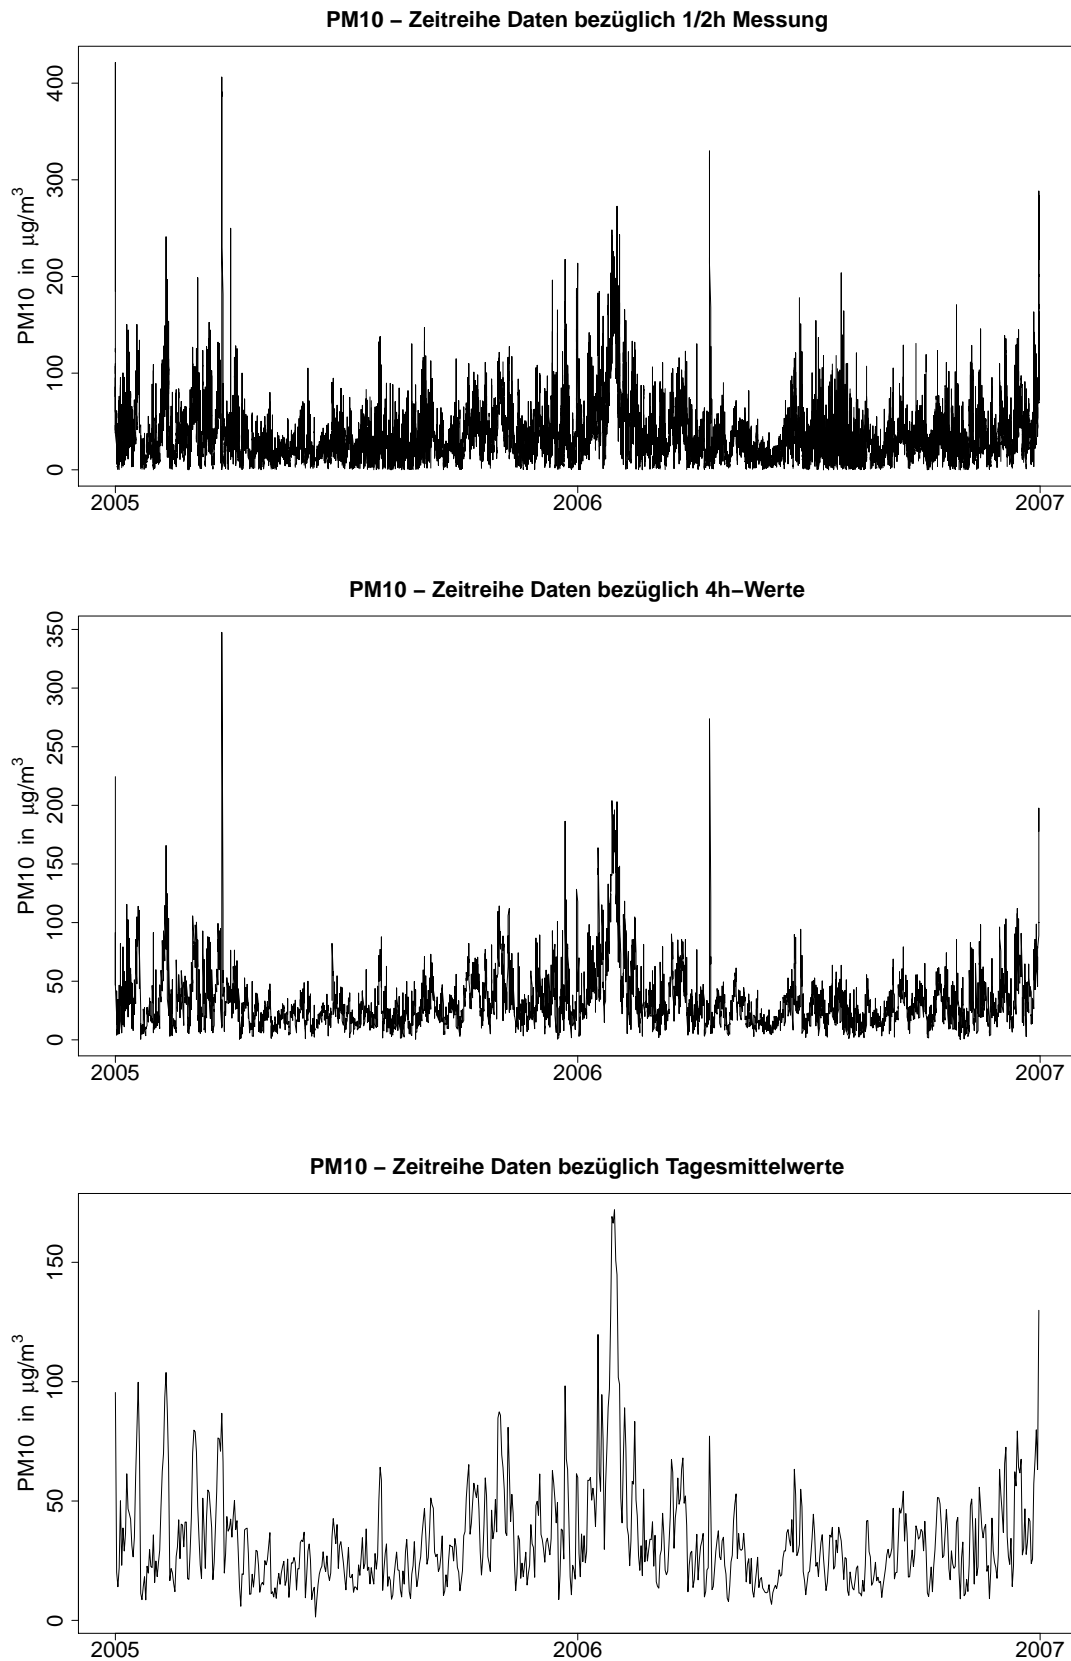 PM10 – Zeitreihe Daten bezüglich 1/2h Messung
PM10 in µg/m³
400
300
200
100
0
2005 2006 2007
PM10 – Zeitreihe Daten bezüglich 4h−Werte
PM10 in µg/m³
350
300
250
200
150
100
50
0
2005 2006 2007
PM10 – Zeitreihe Daten bezüglich Tagesmittelwerte
PM10 in µg/m³
150
100
50
0
2005 2006 2007